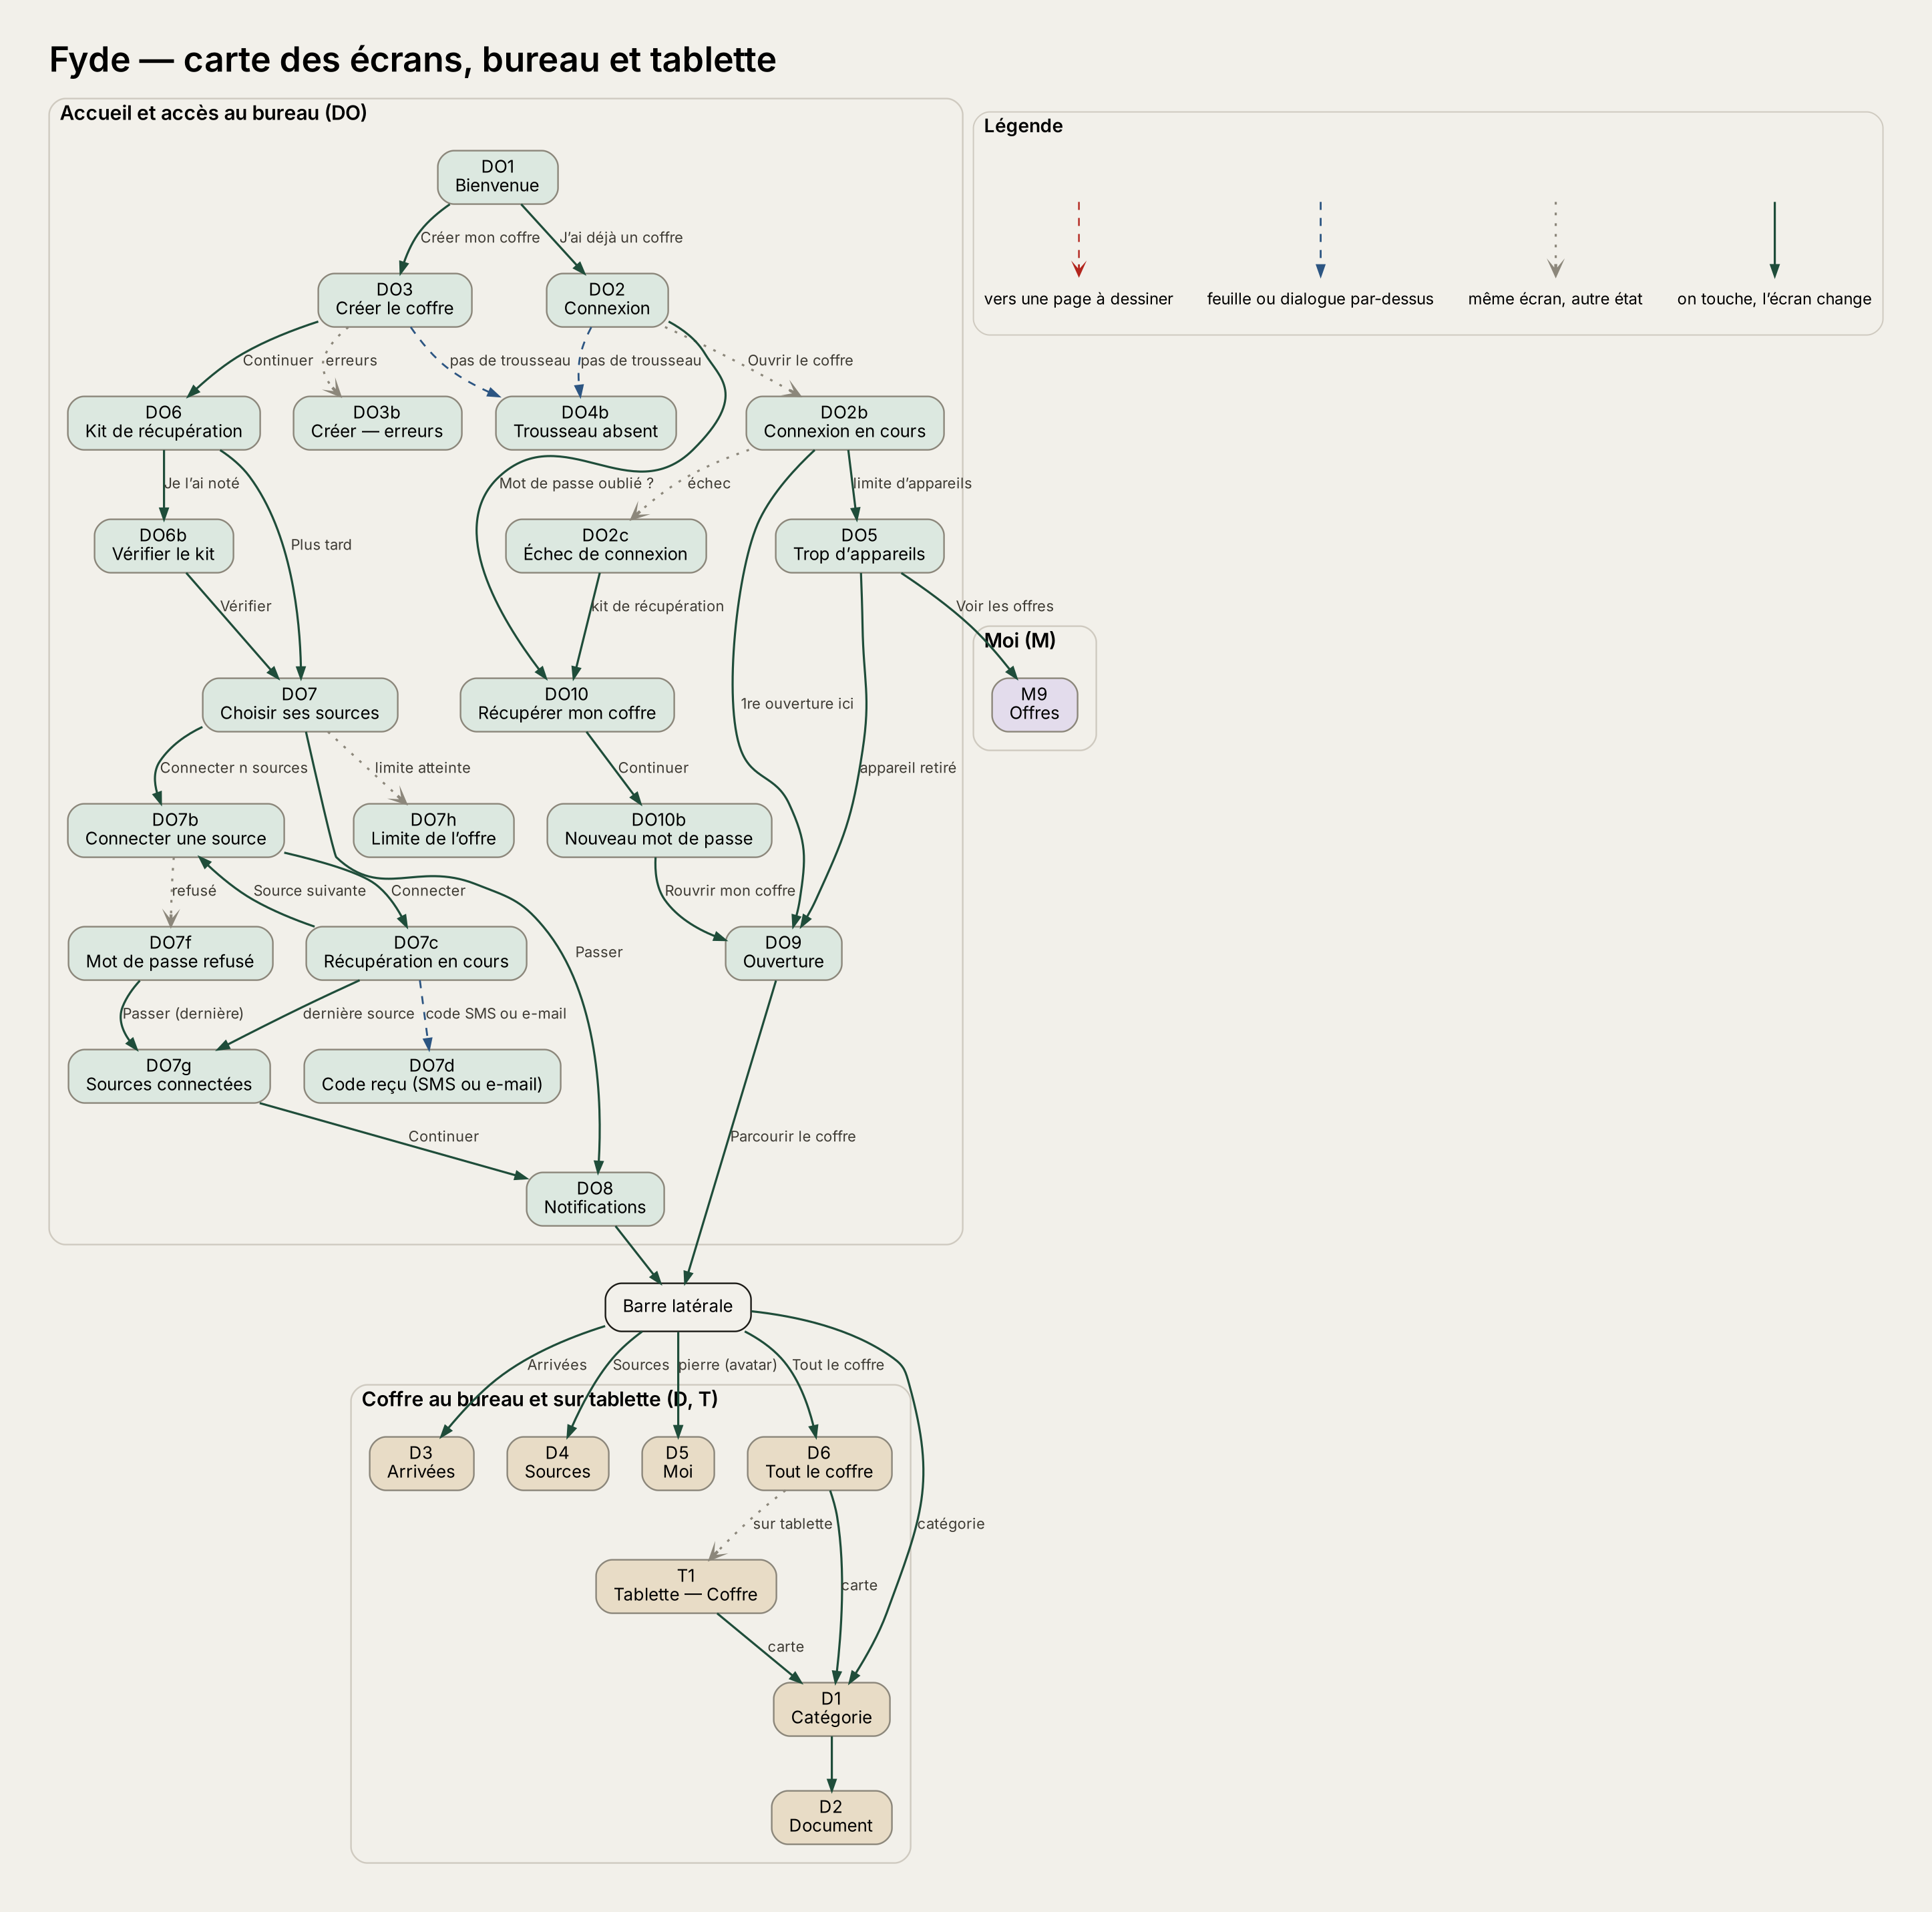 Fyde — carte des écrans, bureau et tablette
Accueil et accès au bureau (DO)
Légende
DO1
Bienvenue
vers une page à dessiner
feuille ou dialogue par-dessus
même écran, autre état
on touche, l’écran change
Créer mon coffre
J’ai déjà un coffre
DO3
Créer le coffre
DO2
Connexion
Continuer
erreurs
pas de trousseau
pas de trousseau
Ouvrir le coffre
DO6
Kit de récupération
DO3b
Créer — erreurs
DO4b
Trousseau absent
DO2b
Connexion en cours
Je l’ai noté
Mot de passe oublié ?
échec
limite d’appareils
DO6b
Vérifier le kit
Plus tard
DO2c
Échec de connexion
DO5
Trop d’appareils
Vérifier
kit de récupération
Voir les offres
Moi (M)
DO7
Choisir ses sources
DO10
Récupérer mon coffre
1re ouverture ici
M9
Offres
Connecter n sources
limite atteinte
Continuer
appareil retiré
DO7b
Connecter une source
DO7h
Limite de l’offre
DO10b
Nouveau mot de passe
refusé
Source suivante
Connecter
Rouvrir mon coffre
DO7f
Mot de passe refusé
DO7c
Récupération en cours
Passer
DO9
Ouverture
Passer (dernière)
dernière source
code SMS ou e-mail
DO7g
Sources connectées
DO7d
Code reçu (SMS ou e-mail)
Continuer
Parcourir le coffre
DO8
Notifications
Barre latérale
Arrivées
Sources
pierre (avatar)
Tout le coffre
Coffre au bureau et sur tablette (D, T)
D3
Arrivées
D4
Sources
D5
Moi
D6
Tout le coffre
sur tablette
catégorie
T1
Tablette — Coffre
carte
carte
D1
Catégorie
D2
Document